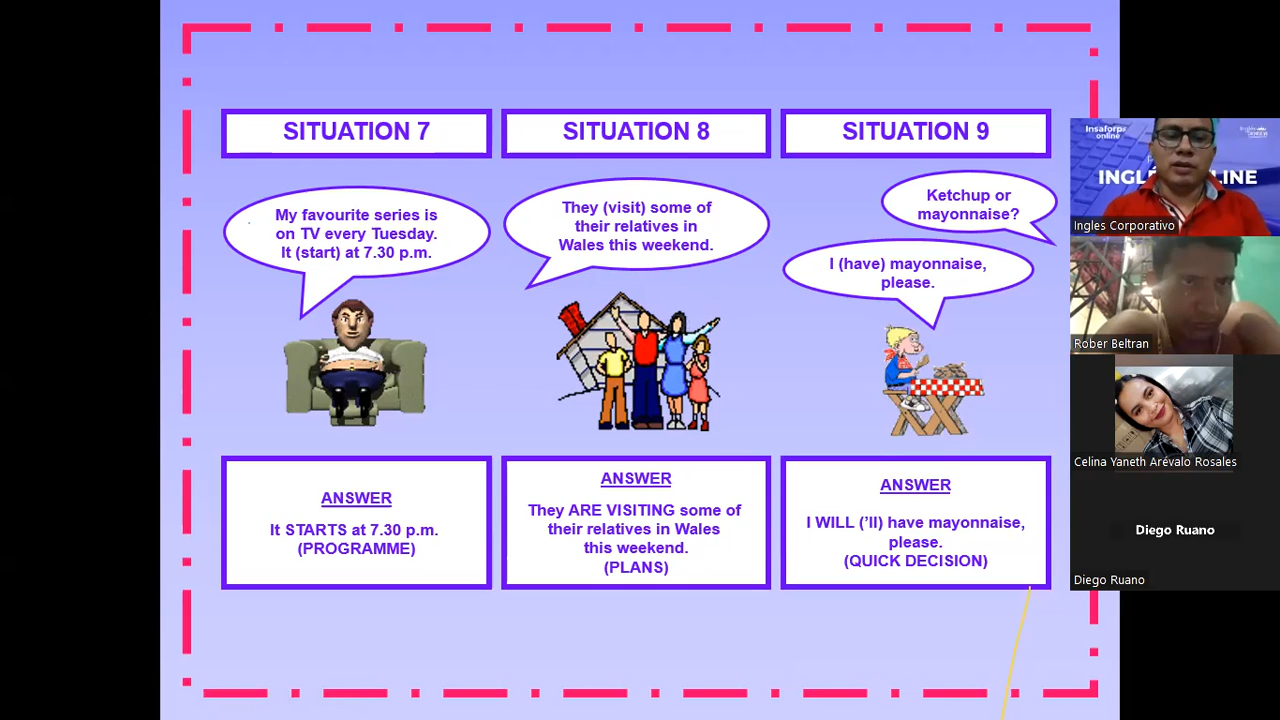 SITUATION 7
My favourite series is
on TV every Tuesday.
It (start) at 7.30 p.m.
ANSWER
It STARTS at 7.30 p.m.
(PROGRAMME)
SITUATION 8
They (visit) some of
their relatives in
Wales this weekend.
ANSWER
They ARE VISITING some of
their relatives in Wales
this weekend.
(PLANS)
SITUATION 9
Ketchup or
mayonnaise?
I (have) mayonnaise,
please.
ANSWER
I WILL (’ll) have mayonnaise,
please.
(QUICK DECISION)
Insaforp
online
Ingles Corporativo
Rober Beltran
Celina Yaneth Arévalo Rosales
Diego Ruano
Diego Ruano